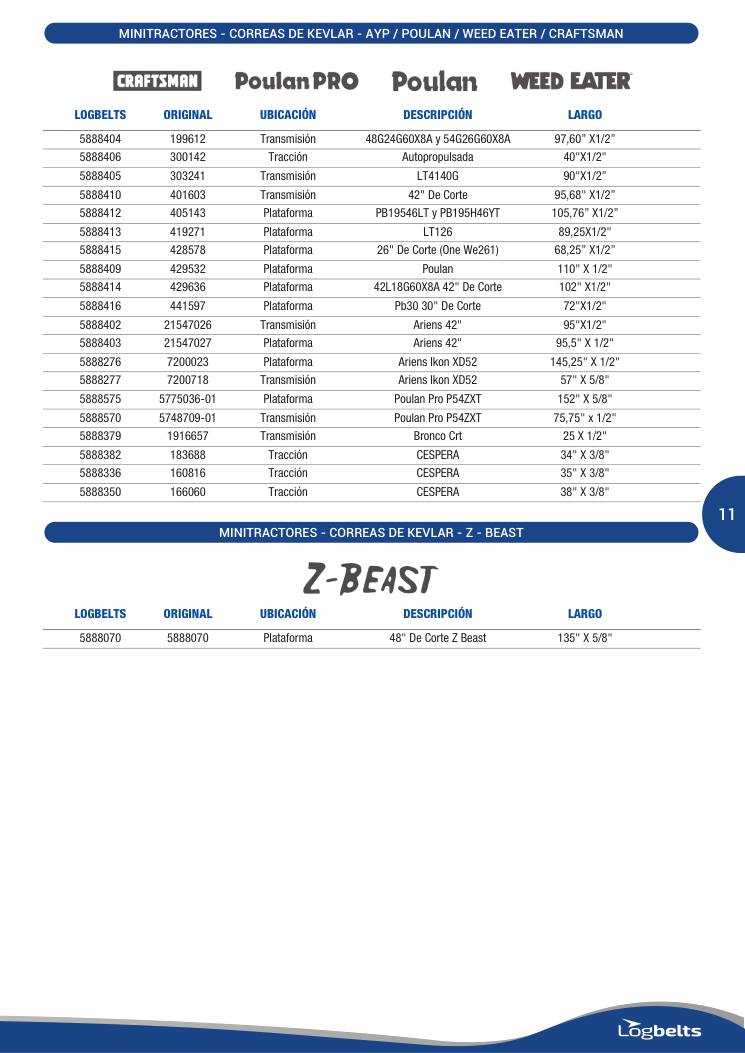 MINITRACTORES - CORREAS DE KEVLAR - AYP / POULAN / WEED EATER / CRAFTSMAN
CRAFTSMAN Poulan PRO Poulan WEED EATER
LOGBELTS ORIGINAL UBICACIÓN DESCRIPCIÓN LARGO
5888404 199612 Transmisión 48G24G60X8A y 54G26G60X8A 97,60” X1/2”
5888406 300142 Tracción Autopropulsada 40"X1/2"
5888405 303241 Transmisión LT4140G 90"X1/2”
5888410 401603 Transmisión 42" De Corte 95,68" X1/2”
5888412 405143 Plataforma PB19546LT y PB195H46YT 105,76” X1/2”
5888413 419271 Plataforma LT126 89,25X1/2"
5888415 428578 Plataforma 26" De Corte (One We261) 68,25” X1/2”
5888409 429532 Plataforma Poulan 110" X 1/2"
5888414 429636 Plataforma 42L18G60X8A 42" De Corte 102" X1/2"
5888416 441597 Plataforma Pb30 30" De Corte 72"X1/2"
5888402 21547026 Transmisión Ariens 42" 95"X1/2"
5888403 21547027 Plataforma Ariens 42" 95,5" X 1/2"
5888276 7200023 Plataforma Ariens Ikon XD52 145,25" X 1/2"
5888277 7200718 Transmisión Ariens Ikon XD52 57" X 5/8"
5888575 5775036-01 Plataforma Poulan Pro P54ZXT 152" X 5/8"
5888570 5748709-01 Transmisión Poulan Pro P54ZXT 75,75" x 1/2"
5888379 1916657 Transmisión Bronco Crt 25 X 1/2"
5888382 183688 Tracción CESPERA 34" X 3/8"
5888336 160816 Tracción CESPERA 35" X 3/8"
5888350 166060 Tracción CESPERA 38" X 3/8"
11
MINITRACTORES - CORREAS DE KEVLAR - Z - BEAST
Z-BEAST
LOGBELTS ORIGINAL UBICACIÓN DESCRIPCIÓN LARGO
5888070 5888070 Plataforma 48" De Corte Z Beast 135" X 5/8"
Logbelts